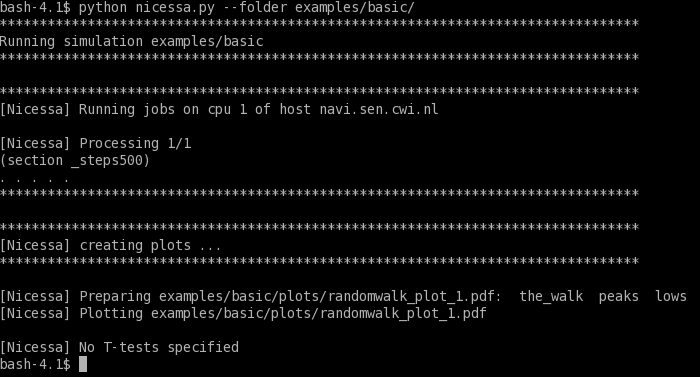 bash-4.1$ python nicessa.py --folder examples/basic/
********************************************************************************
Running simulation examples/basic
********************************************************************************
********************************************************************************
[Nicessa] Running jobs on cpu 1 of host navi.sen.cwi.nl
[Nicessa] Processing 1/1
(section _steps500)
. . . . .
********************************************************************************
********************************************************************************
[Nicessa] creating plots ...
********************************************************************************
[Nicessa] Preparing examples/basic/plots/randomwalk_plot_1.pdf:  the_walk  peaks  lows
[Nicessa] Plotting examples/basic/plots/randomwalk_plot_1.pdf
[Nicessa] No T-tests specified
bash-4.1$